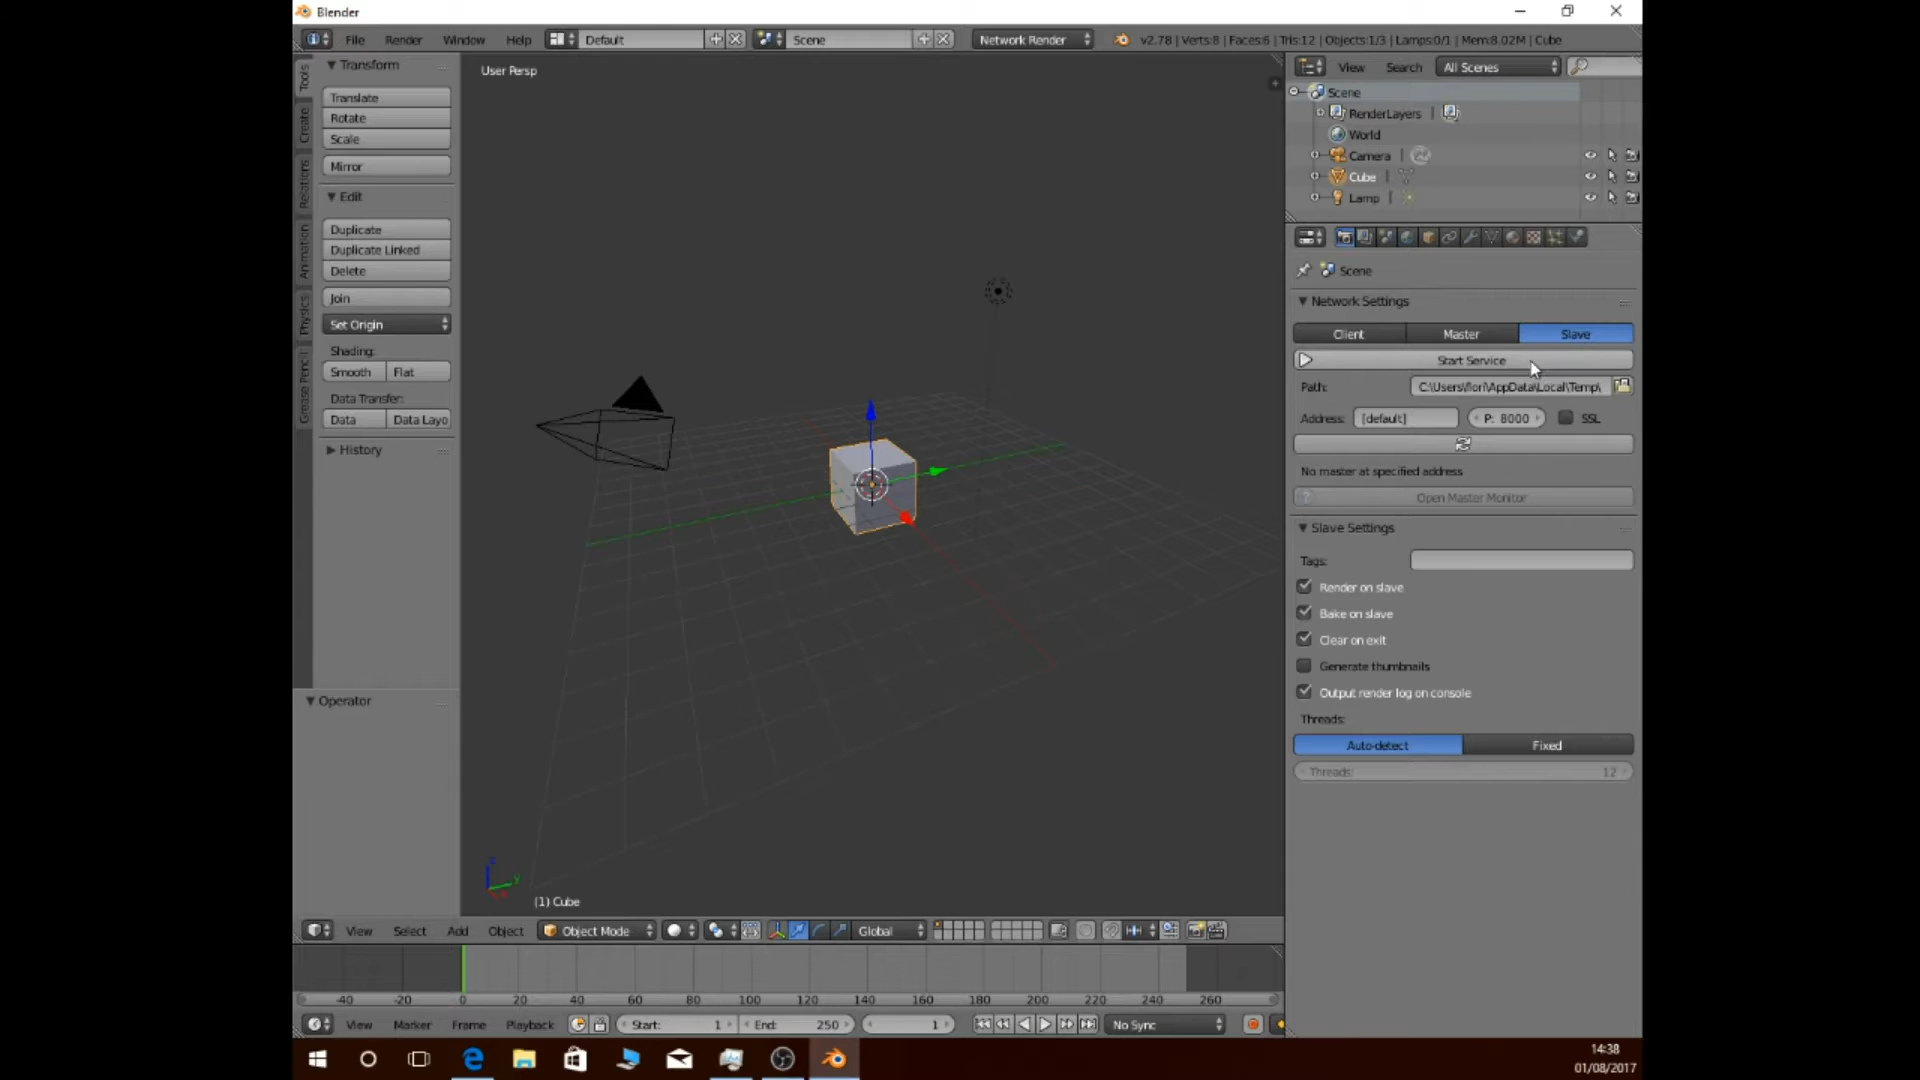 Blender
File Render Window Help Default Scene Network Render v2.78 | Verts:8 | Faces:6 | Tris:12 | Objects:1/3 | Lamps:0/1 | Mem:8.02M | Cube
Tools
Create
Relations
Animation
Physics
Grease Pencil
Transform
Translate
Rotate
Scale
Mirror
Edit
Duplicate
Duplicate Linked
Delete
Join
Set Origin
Shading:
Smooth Flat
Data Transfer:
Data Data Layo
History
Operator
User Persp
(1) Cube
View Search All Scenes
Scene
RenderLayers
World
Camera
Cube
Lamp
Scene
Network Settings
Client Master Slave
Start Service
Path: C:\Users\flori\AppData\Local\Temp\
Address: [default] P: 8000 SSL
No master at specified address
Open Master Monitor
Slave Settings
Tags:
Render on slave
Bake on slave
Clear on exit
Generate thumbnails
Output render log on console
Threads:
Auto-detect Fixed
Threads: 12
View Select Add Object Object Mode Global
-40 -20 0 20 40 60 80 100 120 140 160 180 200 220 240 260
View Marker Frame Playback Start: 1 End: 250 1 No Sync
14:38
01/08/2017